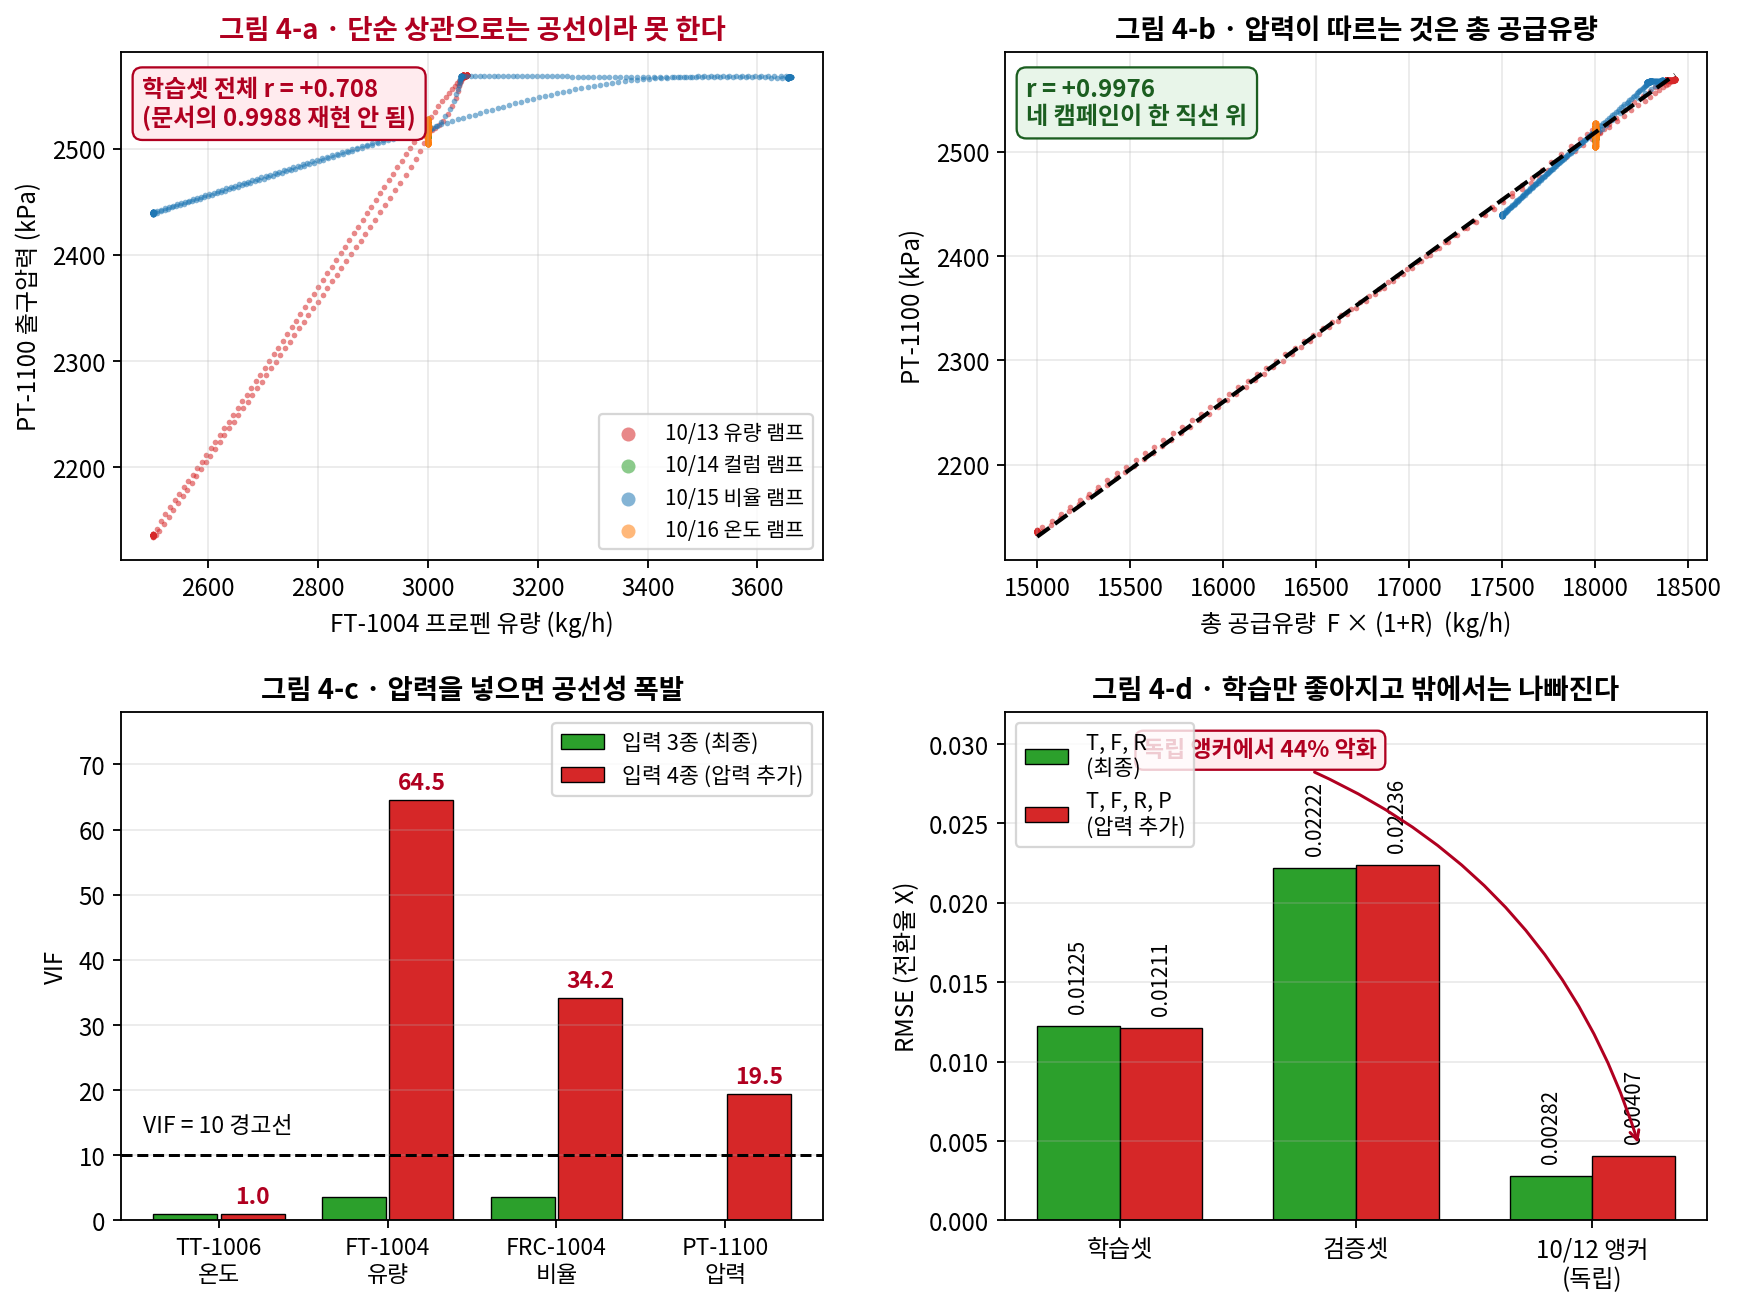 그림 4-a · 단순 상관으로는 공선이라 못 한다
학습셋 전체 r = +0.708
(문서의 0.9988 재현 안 됨)
PT-1100 출구압력 (kPa)
2500
2400
2300
2200
10/13 유량 램프
10/14 컬럼 램프
10/15 비율 램프
10/16 온도 램프
2600 2800 3000 3200 3400 3600
FT-1004 프로펜 유량 (kg/h)
그림 4-b · 압력이 따르는 것은 총 공급유량
r = +0.9976
네 캠페인이 한 직선 위
PT-1100 (kPa)
2500
2400
2300
2200
15000 15500 16000 16500 17000 17500 18000 18500
총 공급유량 F × (1+R) (kg/h)
그림 4-c · 압력을 넣으면 공선성 폭발
입력 3종 (최종)
입력 4종 (압력 추가)
VIF
70
60
50
40
30
20
10
0
64.5
34.2
19.5
1.0
VIF = 10 경고선
TT-1006
온도
FT-1004
유량
FRC-1004
비율
PT-1100
압력
그림 4-d · 학습만 좋아지고 밖에서는 나빠진다
T, F, R
(최종)
T, F, R, P
(압력 추가)
독립 앵커에서 44% 악화
RMSE (전환율 X)
0.030
0.025
0.020
0.015
0.010
0.005
0.000
0.01225
0.01211
0.02222
0.02236
0.00282
0.00407
학습셋
검증셋
10/12 앵커
(독립)